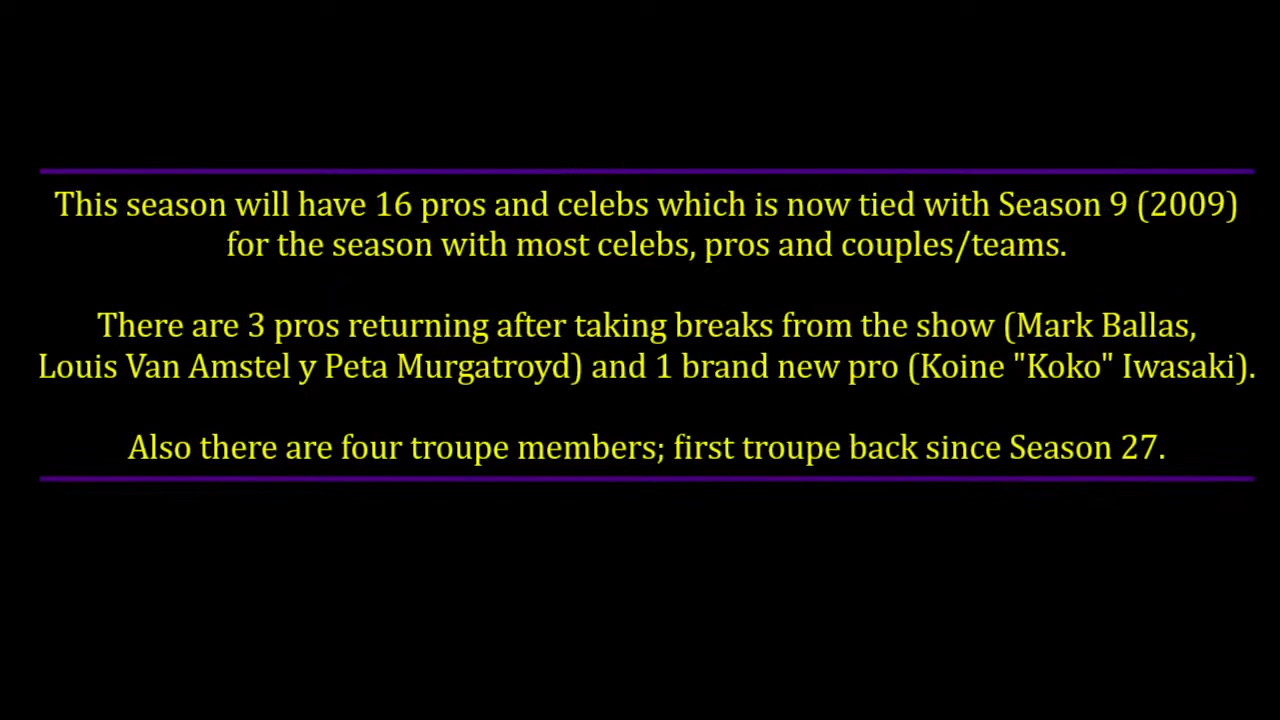 This season will have 16 pros and celebs which is now tied with Season 9 (2009)
for the season with most celebs, pros and couples/teams.
There are 3 pros returning after taking breaks from the show (Mark Ballas,
Louis Van Amstel y Peta Murgatroyd) and 1 brand new pro (Koine "Koko" Iwasaki).
Also there are four troupe members; first troupe back since Season 27.